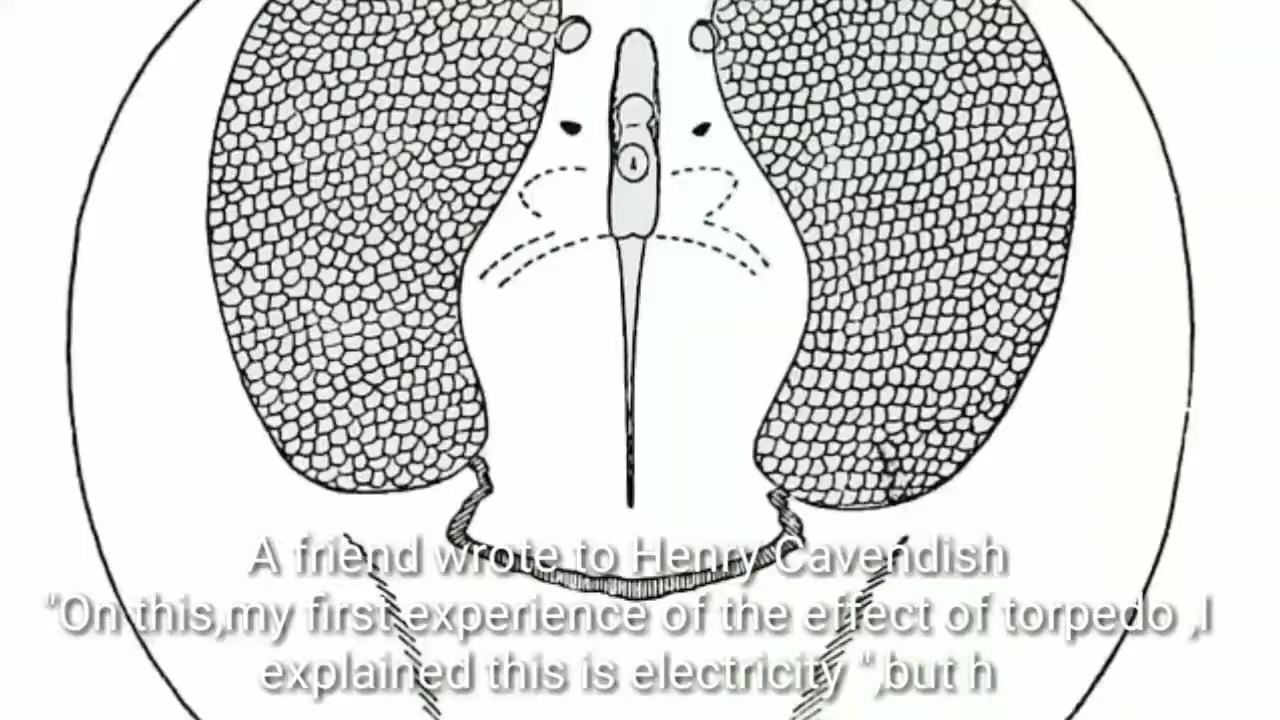 A friend wrote to Henry Cavendish
"On this,my first experience of the effect of torpedo ,I
explained this is electricity ",but h